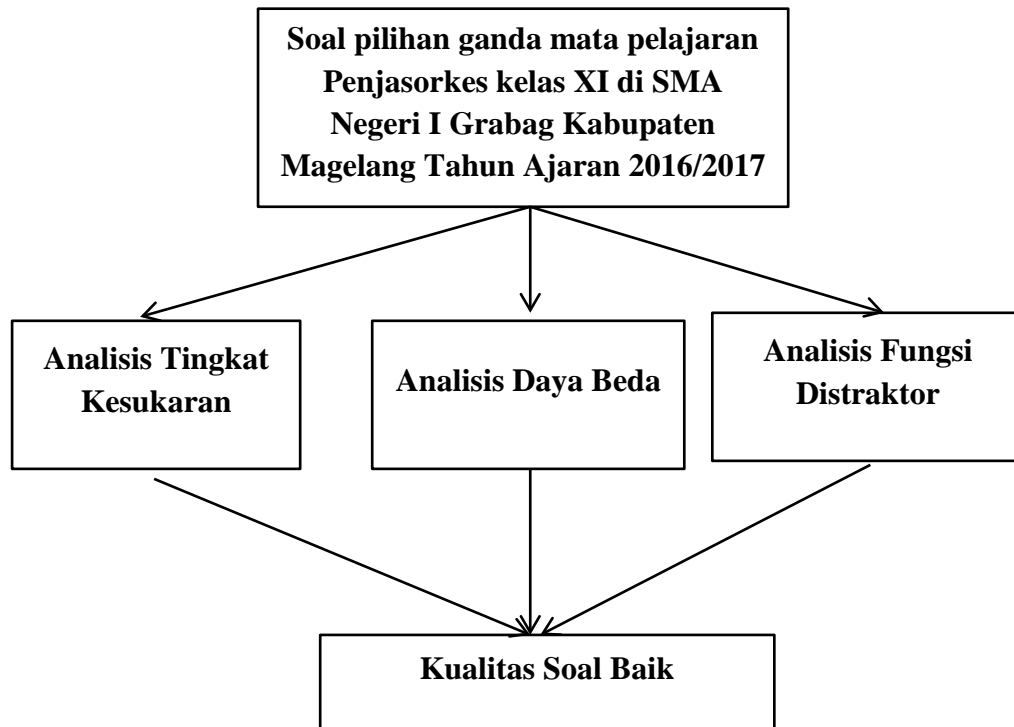 Soal pilihan ganda mata pelajaran
Penjasorkes kelas XI di SMA
Negeri I Grabag Kabupaten
Magelang Tahun Ajaran 2016/2017
Analisis Tingkat
Kesukaran
Analisis Daya Beda
Analisis Fungsi
Distraktor
Kualitas Soal Baik